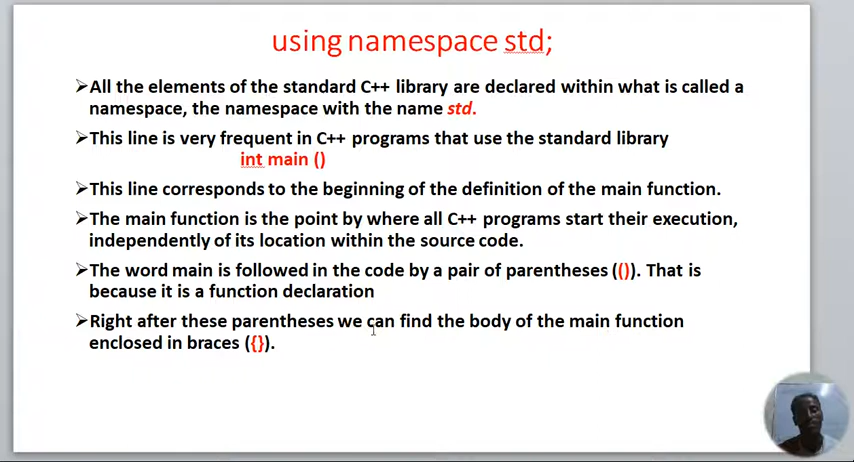 using namespace std;
➢All the elements of the standard C++ library are declared within what is called a
namespace, the namespace with the name std.
➢This line is very frequent in C++ programs that use the standard library
int main ()
➢This line corresponds to the beginning of the definition of the main function.
➢The main function is the point by where all C++ programs start their execution,
independently of its location within the source code.
➢The word main is followed in the code by a pair of parentheses (()). That is
because it is a function declaration
➢Right after these parentheses we can find the body of the main function
enclosed in braces ({}).